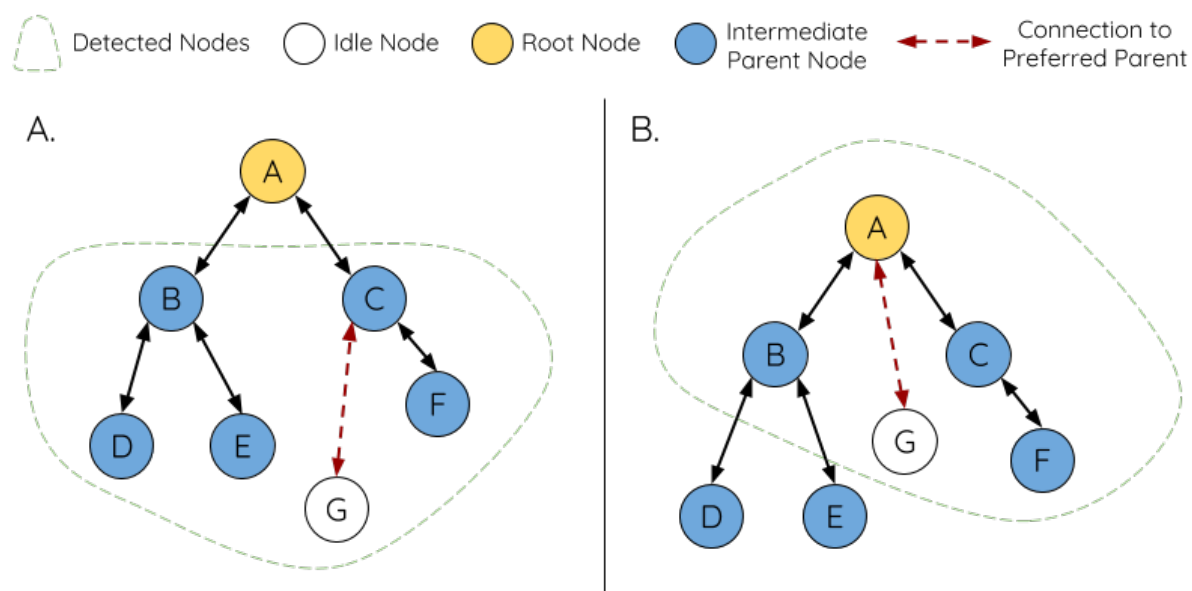 Detected Nodes
Idle Node
Root Node
Intermediate
Parent Node
Connection to
Preferred Parent
A.
A
B
C
D
E
F
G
B.
A
B
C
G
F
D
E